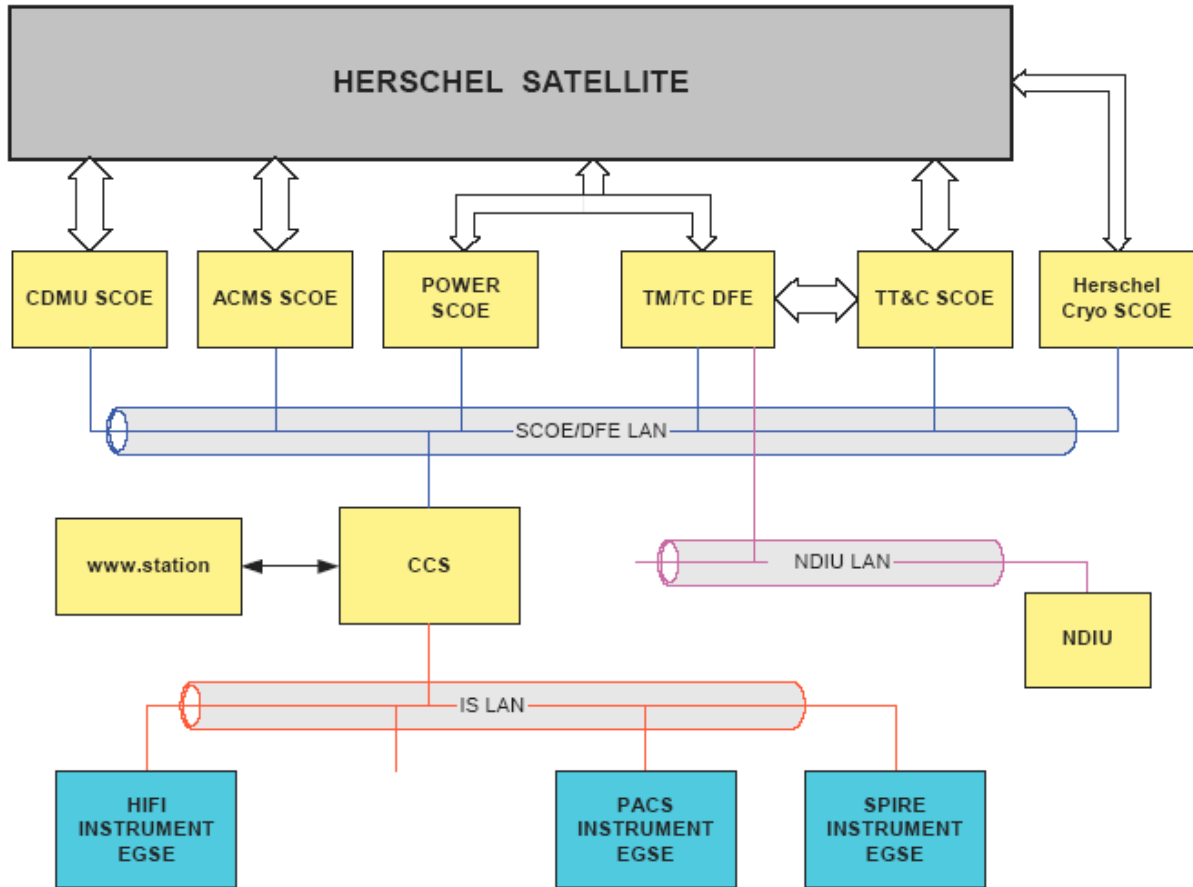 HERSCHEL SATELLITE
CDMU SCOE
ACMS SCOE
POWER
SCOE
TM/TC DFE
TT&C SCOE
Herschel
Cryo SCOE
SCOE/DFE LAN
www.station
CCS
NDIU LAN
NDIU
IS LAN
HIFI
INSTRUMENT
EGSE
PACS
INSTRUMENT
EGSE
SPIRE
INSTRUMENT
EGSE